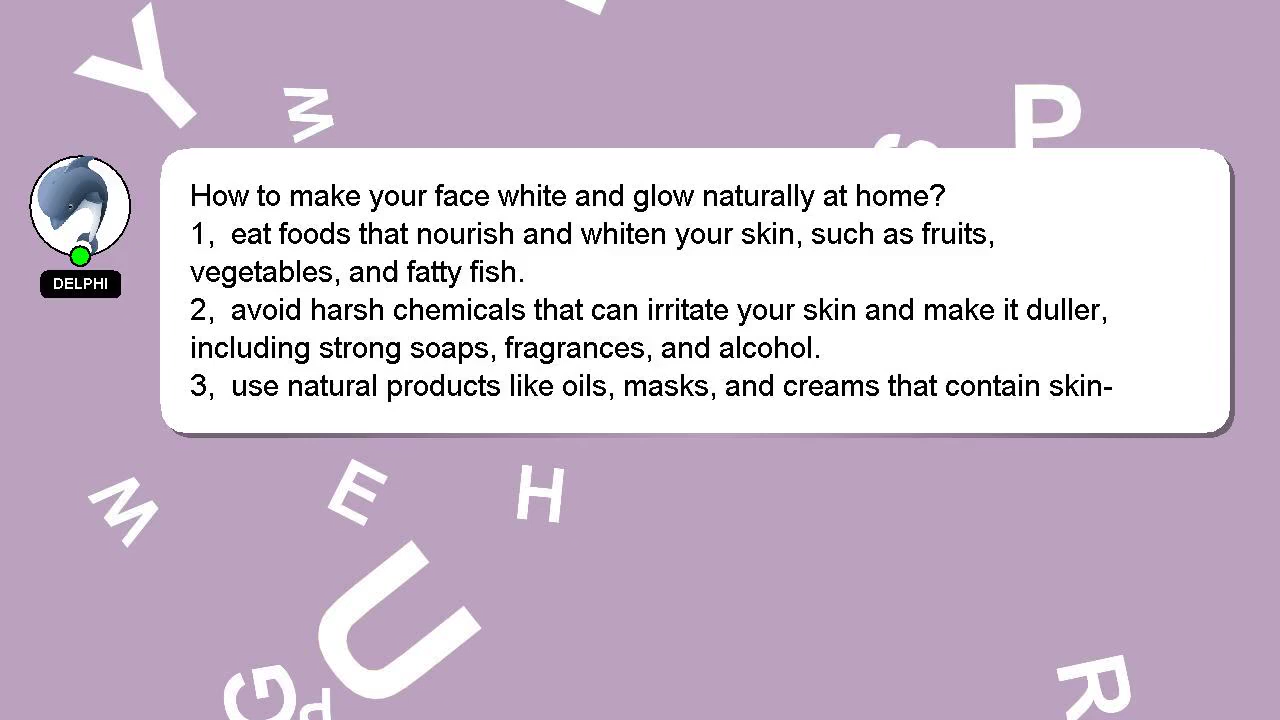 Y
W
S
P
How to make your face white and glow naturally at home?
1,  eat foods that nourish and whiten your skin, such as fruits,
vegetables, and fatty fish.
2,  avoid harsh chemicals that can irritate your skin and make it duller,
including strong soaps, fragrances, and alcohol.
3,  use natural products like oils, masks, and creams that contain skin-
DELPHI
W
E
H
U
G
R